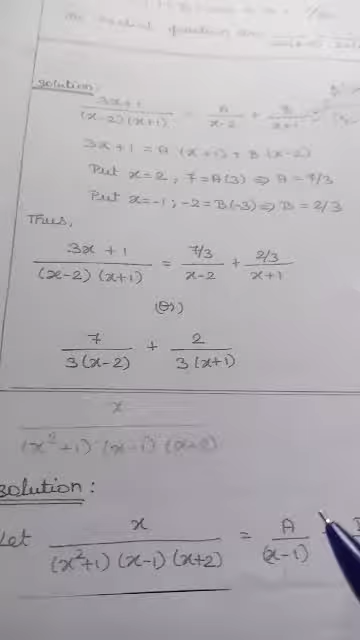 Solution:
3x+1 / (x-2)(x+1) = A / x-2 + B / x+1
3x+1 = A (x+1) + B (x-2)
Put x=2, 7=A(3) ⇒ A=7/3
Put x=-1, -2=B(-3) ⇒ B=2/3
Thus,
3x+1 / (x-2)(x+1) = 7/3 / x-2 + 2/3 / x+1
(Or)
7 / 3(x-2) + 2 / 3(x+1)
x / (x²+1)(x-1)(x+2)
Solution:
Let x / (x²+1)(x-1)(x+2) = A / (x-1)